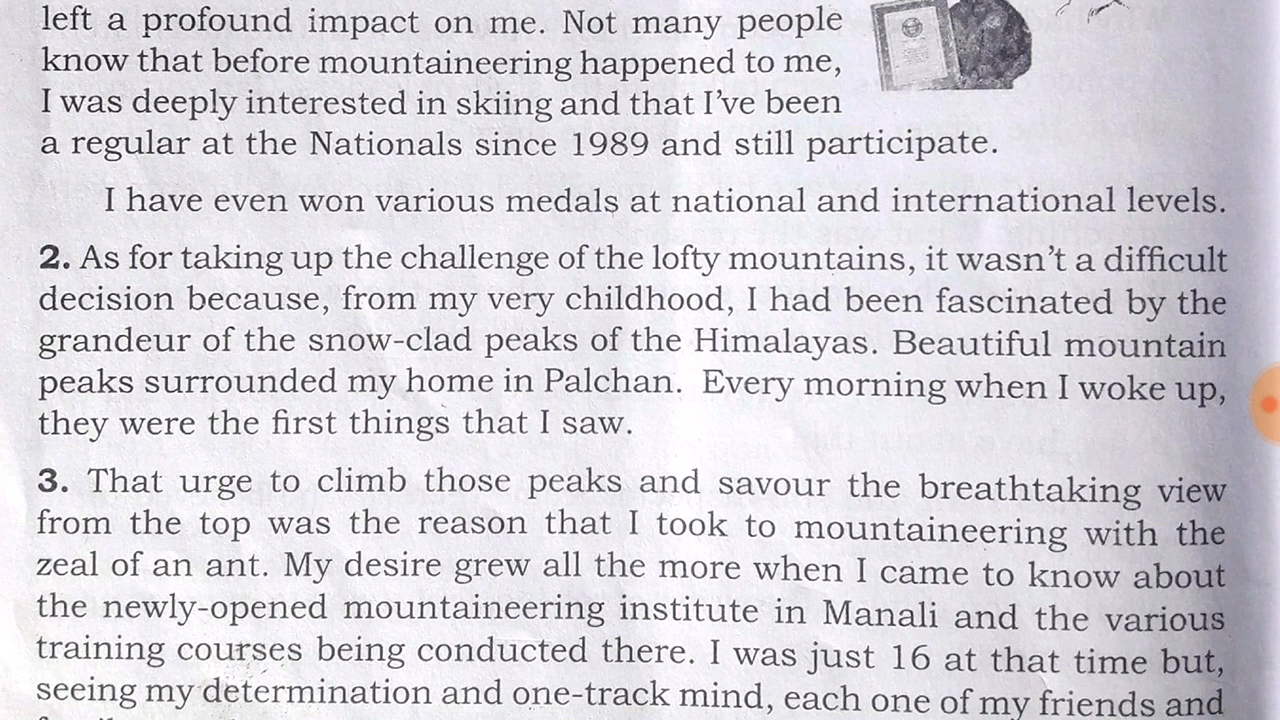 left a profound impact on me. Not many people
know that before mountaineering happened to me,
I was deeply interested in skiing and that I've been
a regular at the Nationals since 1989 and still participate.
I have even won various medals at national and international levels.
2. As for taking up the challenge of the lofty mountains, it wasn't a difficult
decision because, from my very childhood, I had been fascinated by the
grandeur of the snow-clad peaks of the Himalayas. Beautiful mountain
peaks surrounded my home in Palchan. Every morning when I woke up,
they were the first things that I saw.
3. That urge to climb those peaks and savour the breathtaking view
from the top was the reason that I took to mountaineering with the
zeal of an ant. My desire grew all the more when I came to know about
the newly-opened mountaineering institute in Manali and the various
training courses being conducted there. I was just 16 at that time but,
seeing my determination and one-track mind, each one of my friends and